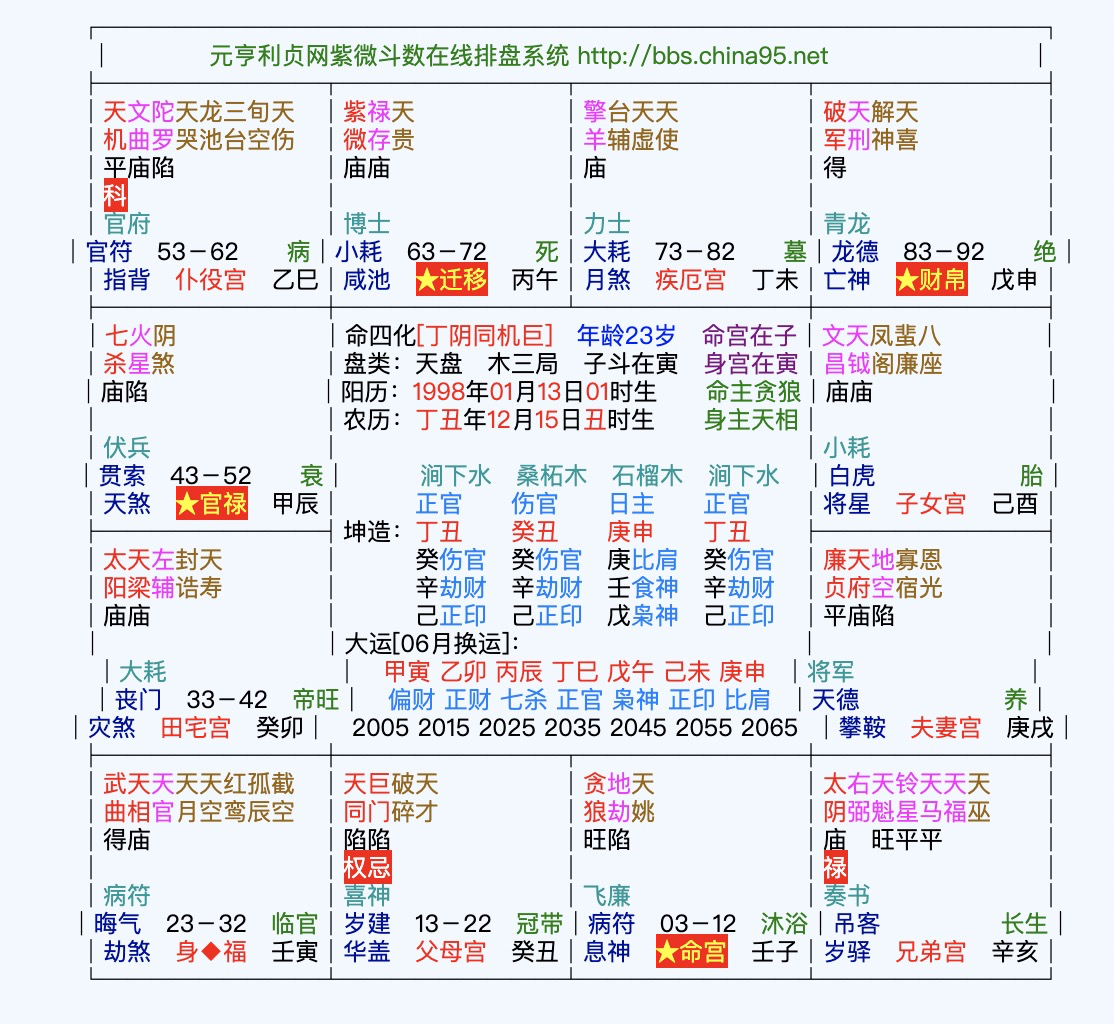 元亨利贞网紫微斗数在线排盘系统 http://bbs.china95.net
天文陀天龙三旬天 紫禄天 擎台天天 破天解天
机曲罗哭池台空伤 微存贵 羊辅虚使 军刑神喜
平庙陷 庙庙 庙 得
科
官府 博士 力士 青龙
官符 53－62 病 小耗 63－72 死 大耗 73－82 墓 龙德 83－92 绝
指背 仆役宫 乙巳 咸池 ★迁移 丙午 月煞 疾厄宫 丁未 亡神 ★财帛 戊申
七火阴 命四化[丁阴同机巨] 年龄23岁 命宫在子 文天凤蜚八
杀星煞 盘类：天盘 木三局 子斗在寅 身宫在寅 昌钺阁廉座
庙陷 阳历：1998年01月13日01时生 命主贪狼 庙庙
农历：丁丑年12月15日丑时生 身主天相
伏兵 小耗
贯索 43－52 衰 涧下水 桑柘木 石榴木 涧下水 白虎 胎
天煞 ★官禄 甲辰 正官 伤官 日主 正官 将星 子女宫 己酉
坤造：丁丑 癸丑 庚申 丁丑
太天左封天 癸伤官 癸伤官 庚比肩 癸伤官 廉天地寡恩
阳梁辅诰寿 辛劫财 辛劫财 壬食神 辛劫财 贞府空宿光
庙庙 己正印 己正印 戊枭神 己正印 平庙陷
大运[06月换运]：
大耗 甲寅 乙卯 丙辰 丁巳 戊午 己未 庚申 将军
丧门 33－42 帝旺 偏财 正财 七杀 正官 枭神 正印 比肩 天德 养
灾煞 田宅宫 癸卯 2005 2015 2025 2035 2045 2055 2065 攀鞍 夫妻宫 庚戌
武天天天天红孤截 天巨破天 贪地天 太右天铃天天天
曲相官月空鸾辰空 同门碎才 狼劫姚 阴弼魁星马福巫
得庙 陷陷 旺陷 庙 旺平平
权忌 禄
病符 喜神 飞廉 奏书
晦气 23－32 临官 岁建 13－22 冠带 病符 03－12 沐浴 吊客 长生
劫煞 身◆福 壬寅 华盖 父母宫 癸丑 息神 ★命宫 壬子 岁驿 兄弟宫 辛亥